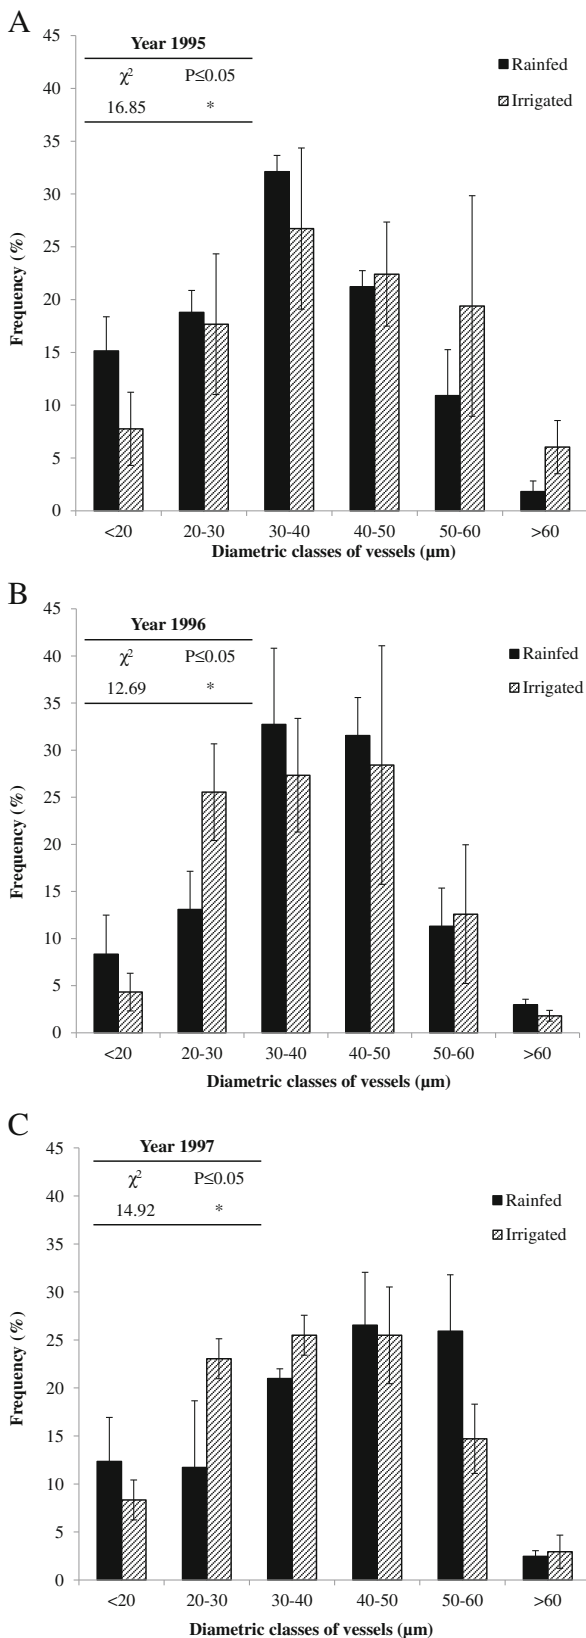 A
Year 1995
χ² P≤0.05
16.85 *
Rainfed
Irrigated
Frequency (%)
45
40
35
30
25
20
15
10
5
0
<20 20-30 30-40 40-50 50-60 >60
Diametric classes of vessels (µm)
B
Year 1996
χ² P≤0.05
12.69 *
Rainfed
Irrigated
Frequency (%)
45
40
35
30
25
20
15
10
5
0
<20 20-30 30-40 40-50 50-60 >60
Diametric classes of vessels (µm)
C
Year 1997
χ² P≤0.05
14.92 *
Rainfed
Irrigated
Frequency (%)
45
40
35
30
25
20
15
10
5
0
<20 20-30 30-40 40-50 50-60 >60
Diametric classes of vessels (µm)